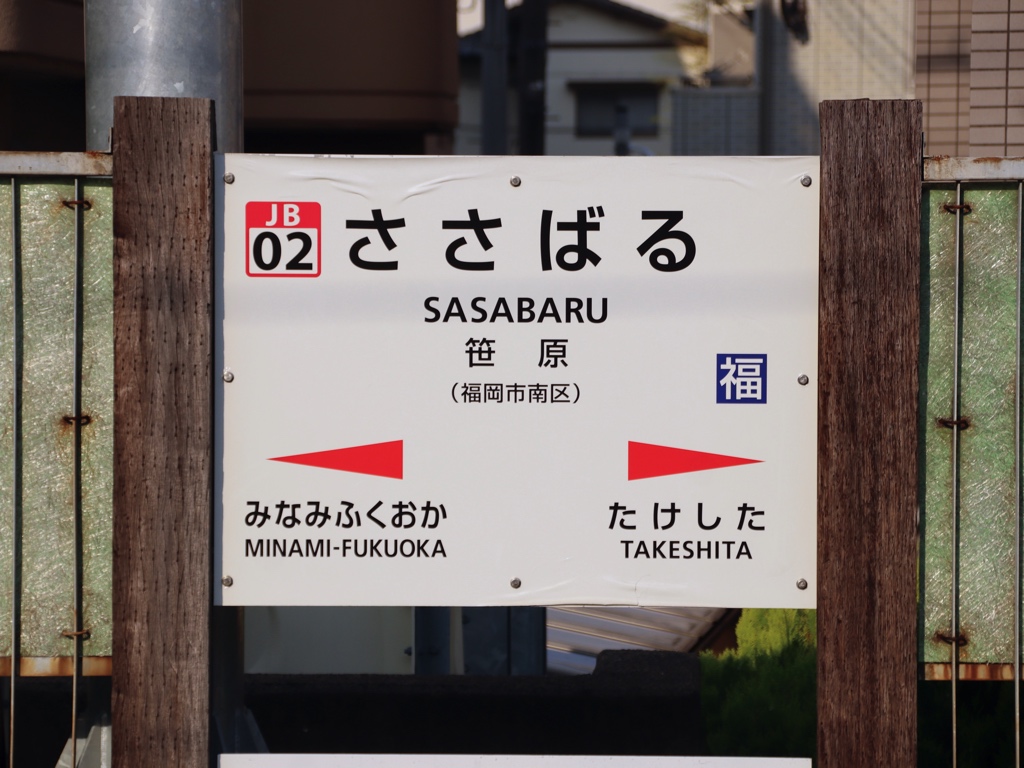 JB
02
ささばる
SASABARU
笹原
（福岡市南区）
福
みなみふくおか
MINAMI-FUKUOKA
たけした
TAKESHITA